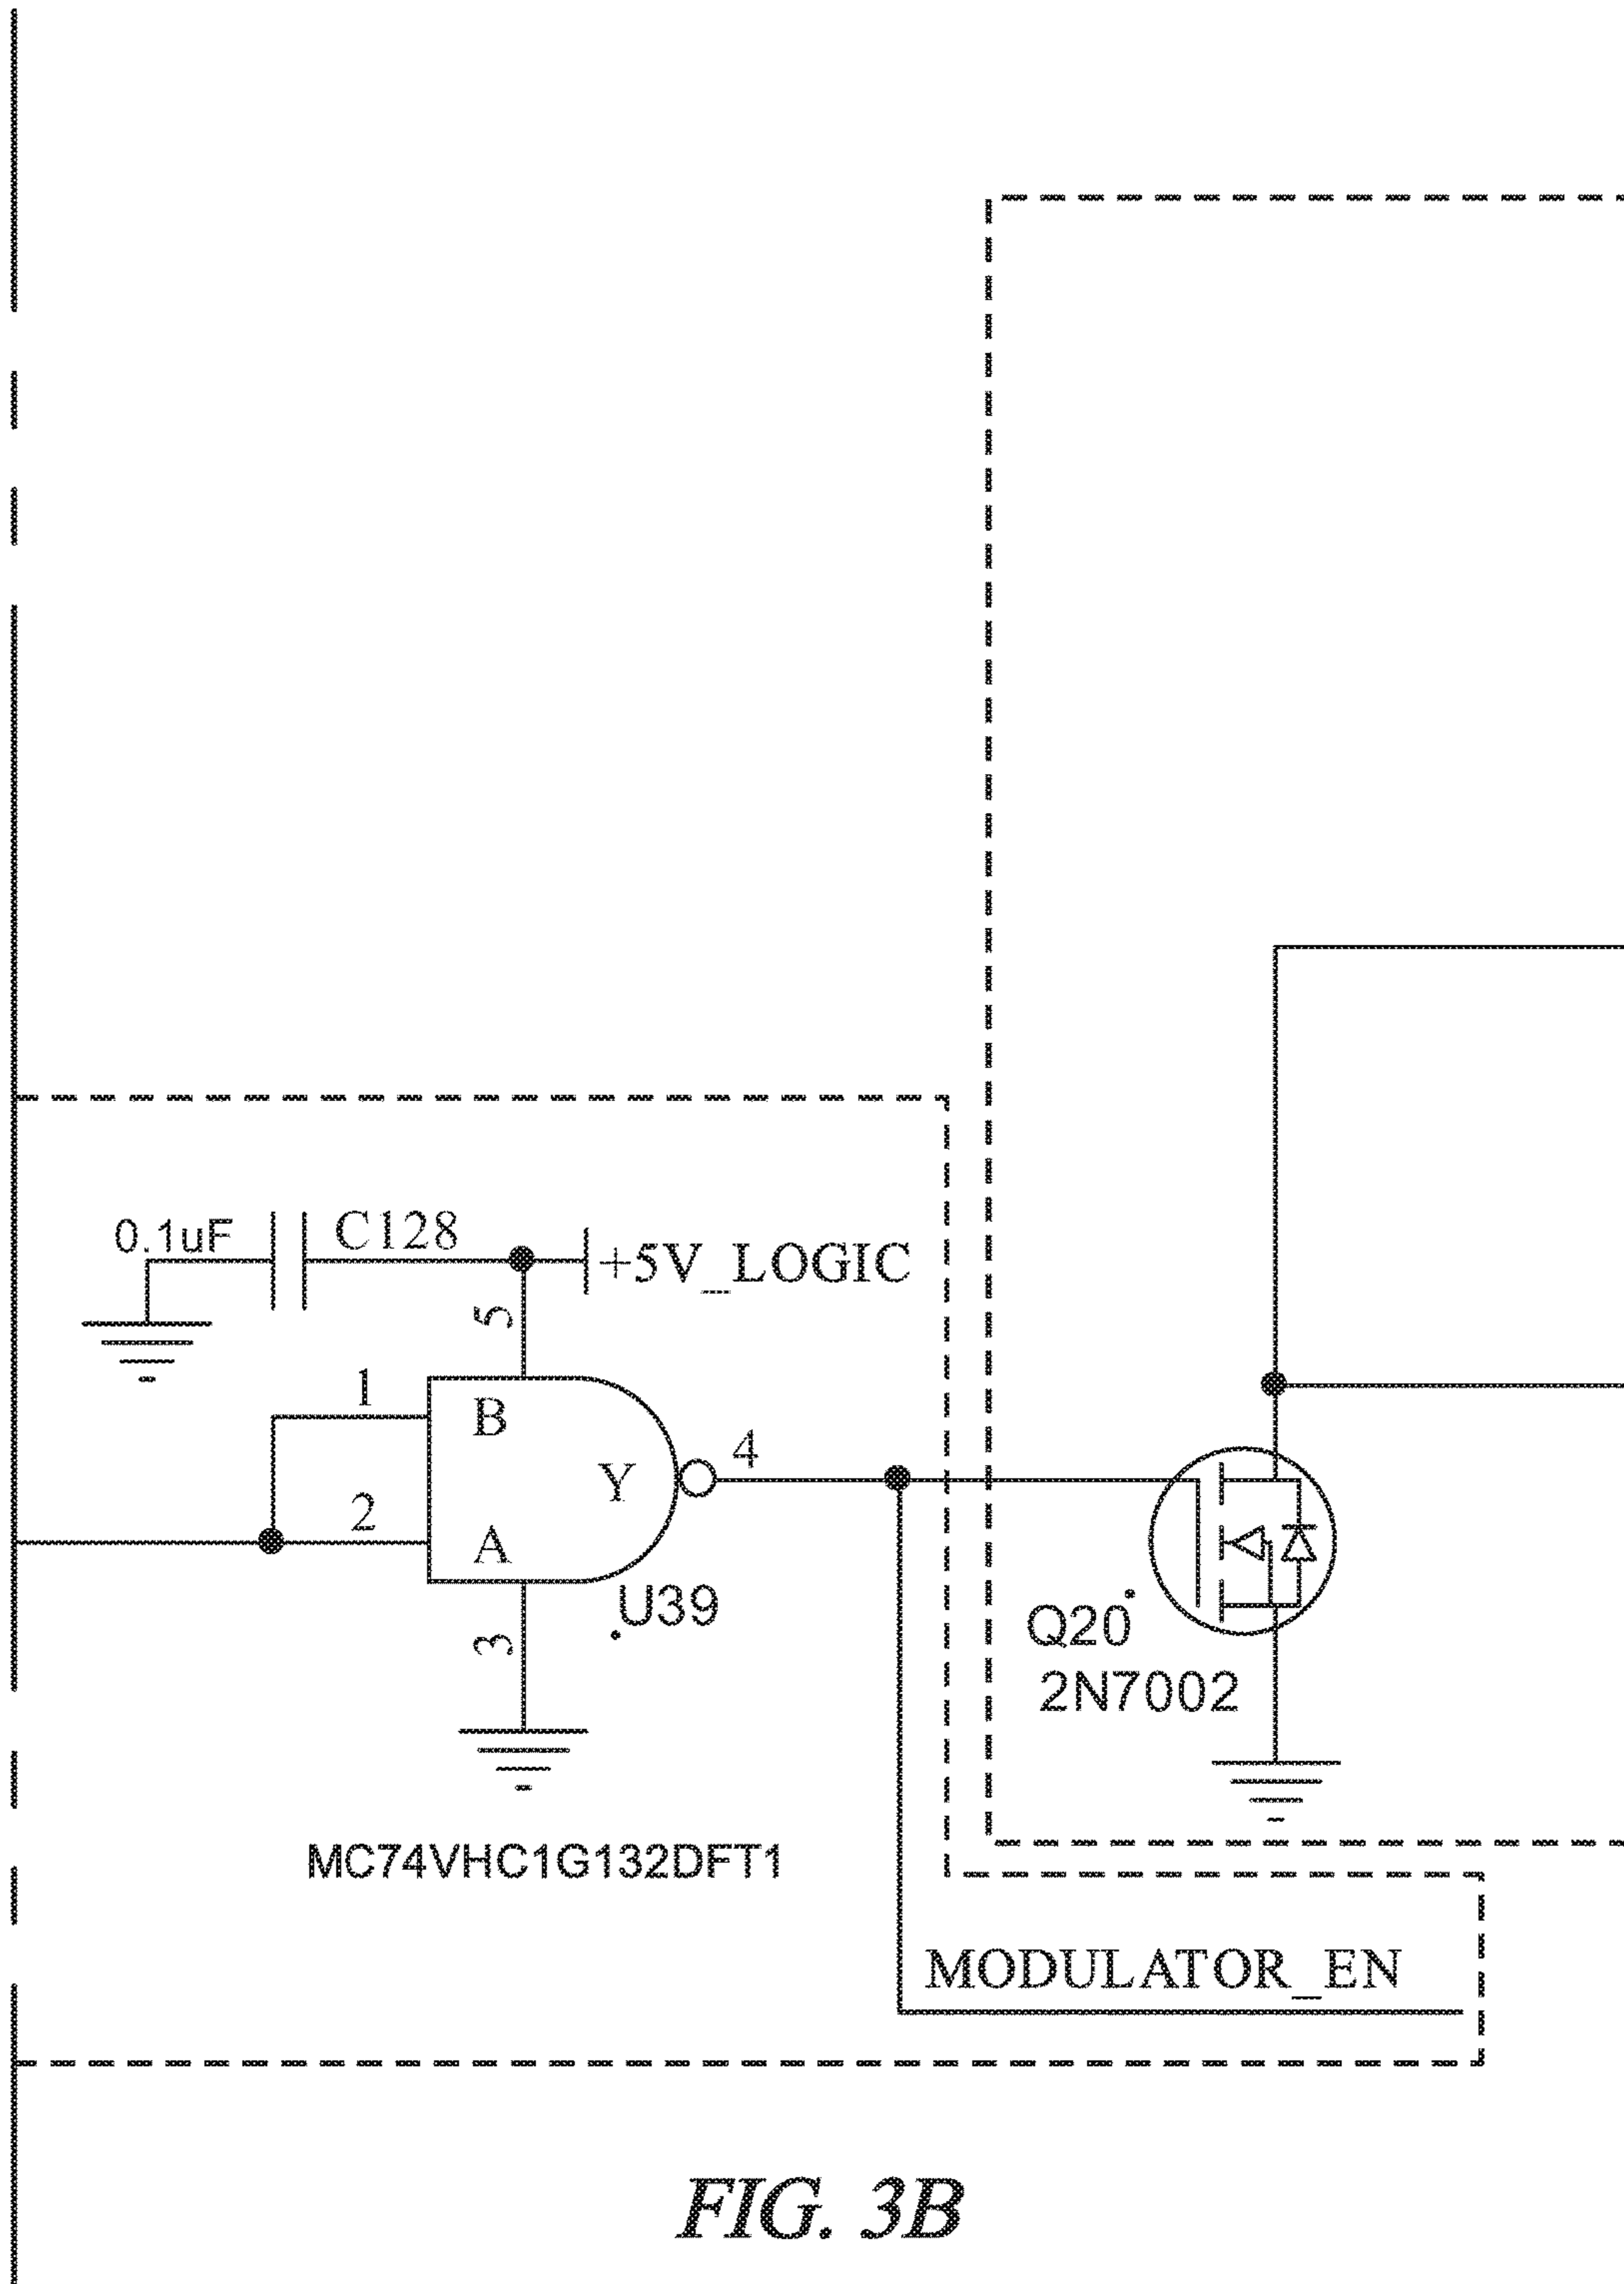 0.1uF
C128
+5V_LOGIC
5
1
B
Y
4
2
A
U39
3
Q20
2N7002
MC74VHC1G132DFT1
MODULATOR_EN
FIG. 3B